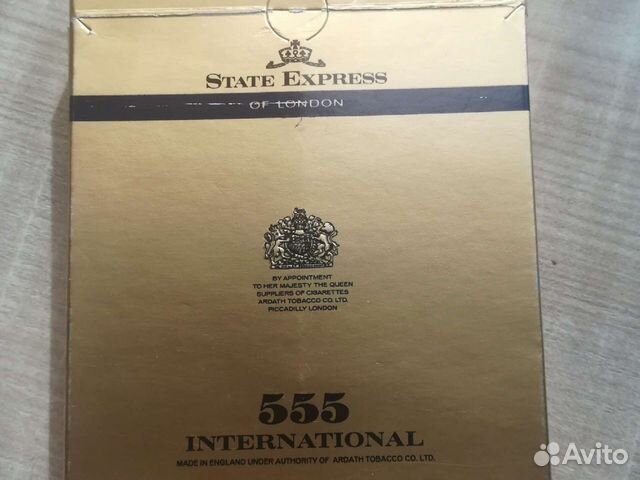 STATE EXPRESS
OF LONDON
BY APPOINTMENT
TO HER MAJESTY THE QUEEN
SUPPLIERS OF CIGARETTES
ARDATH TOBACCO CO. LTD.
PICCADILLY LONDON
555
INTERNATIONAL
MADE IN ENGLAND UNDER AUTHORITY OF ARDATH TOBACCO CO. LTD.
Avito